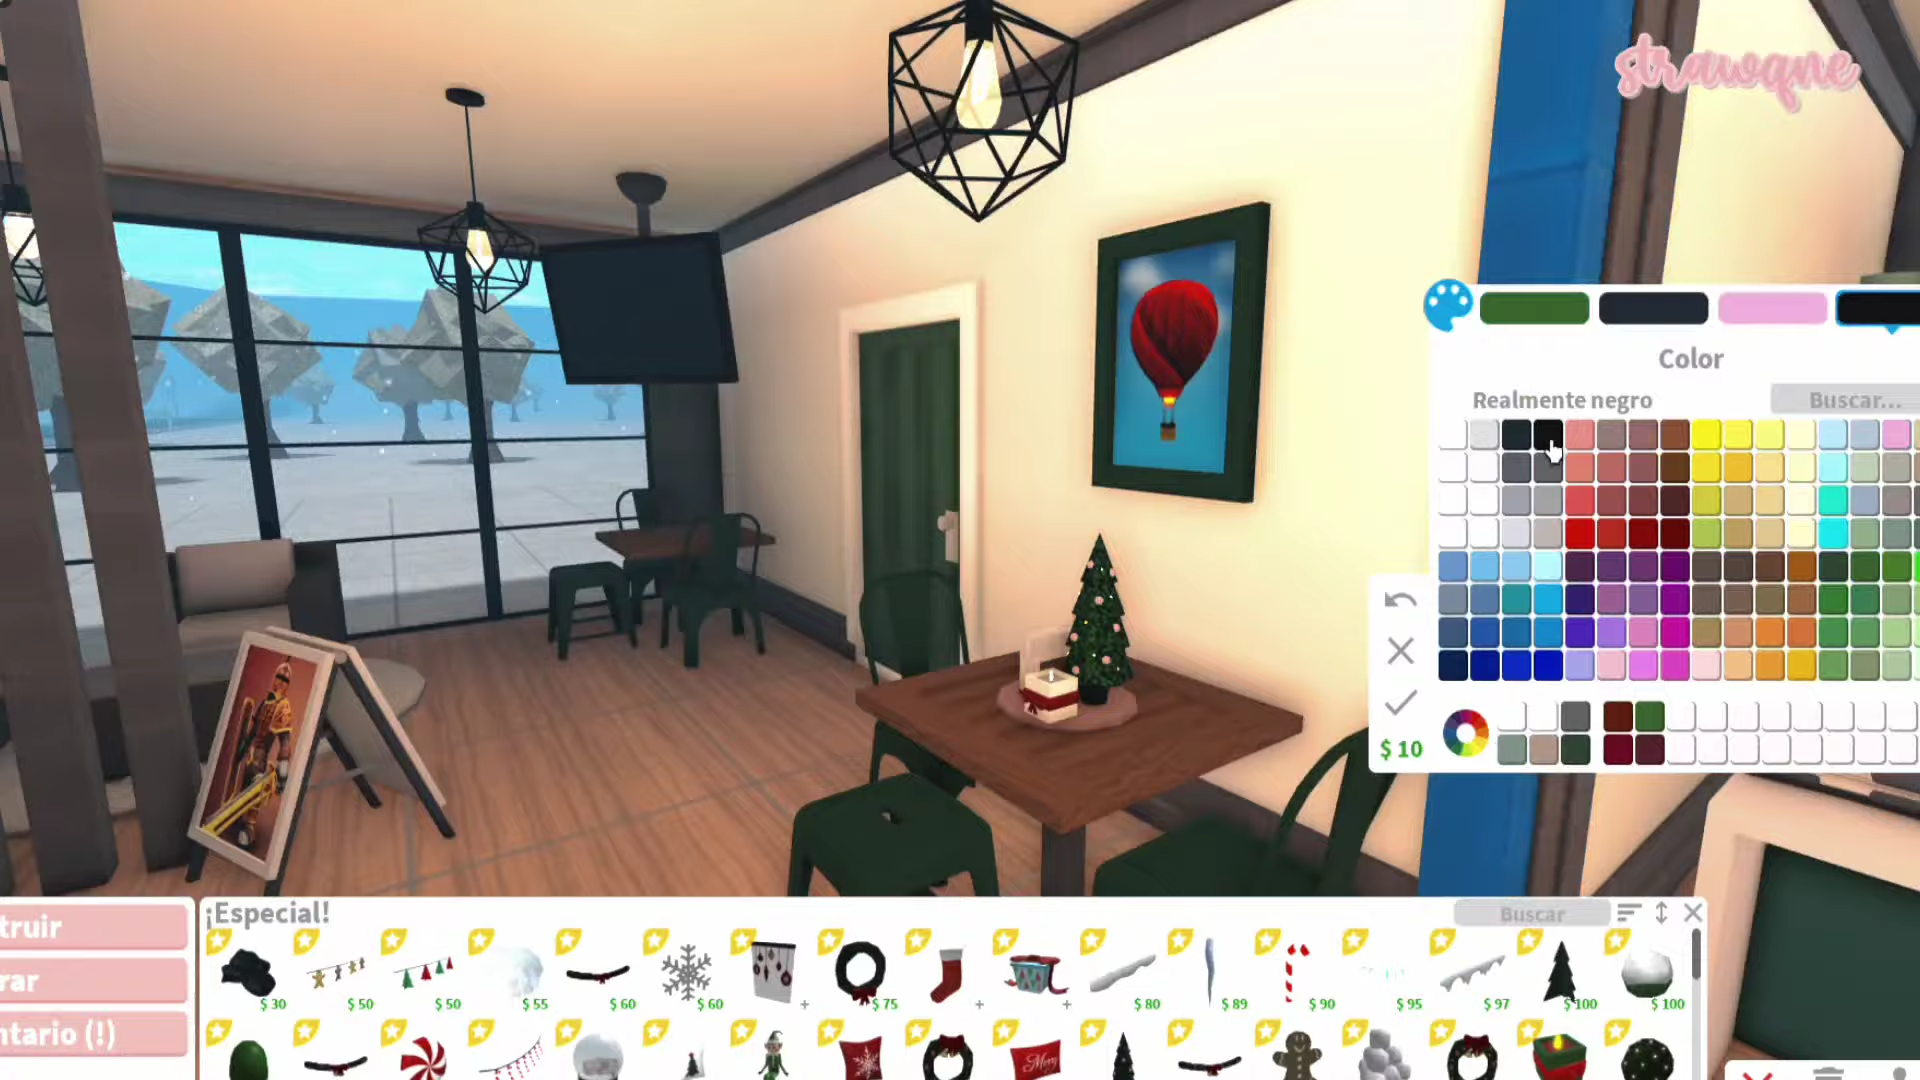 strawqne
Color
Realmente negro
Buscar...
$ 10
truir
rar
ntario (!)
¡Especial!
Buscar
$ 30
$ 50
$ 50
$ 55
$ 60
$ 60
+
$ 75
+
+
$ 80
$ 89
$ 90
$ 95
$ 97
$ 100
$ 100
Merry